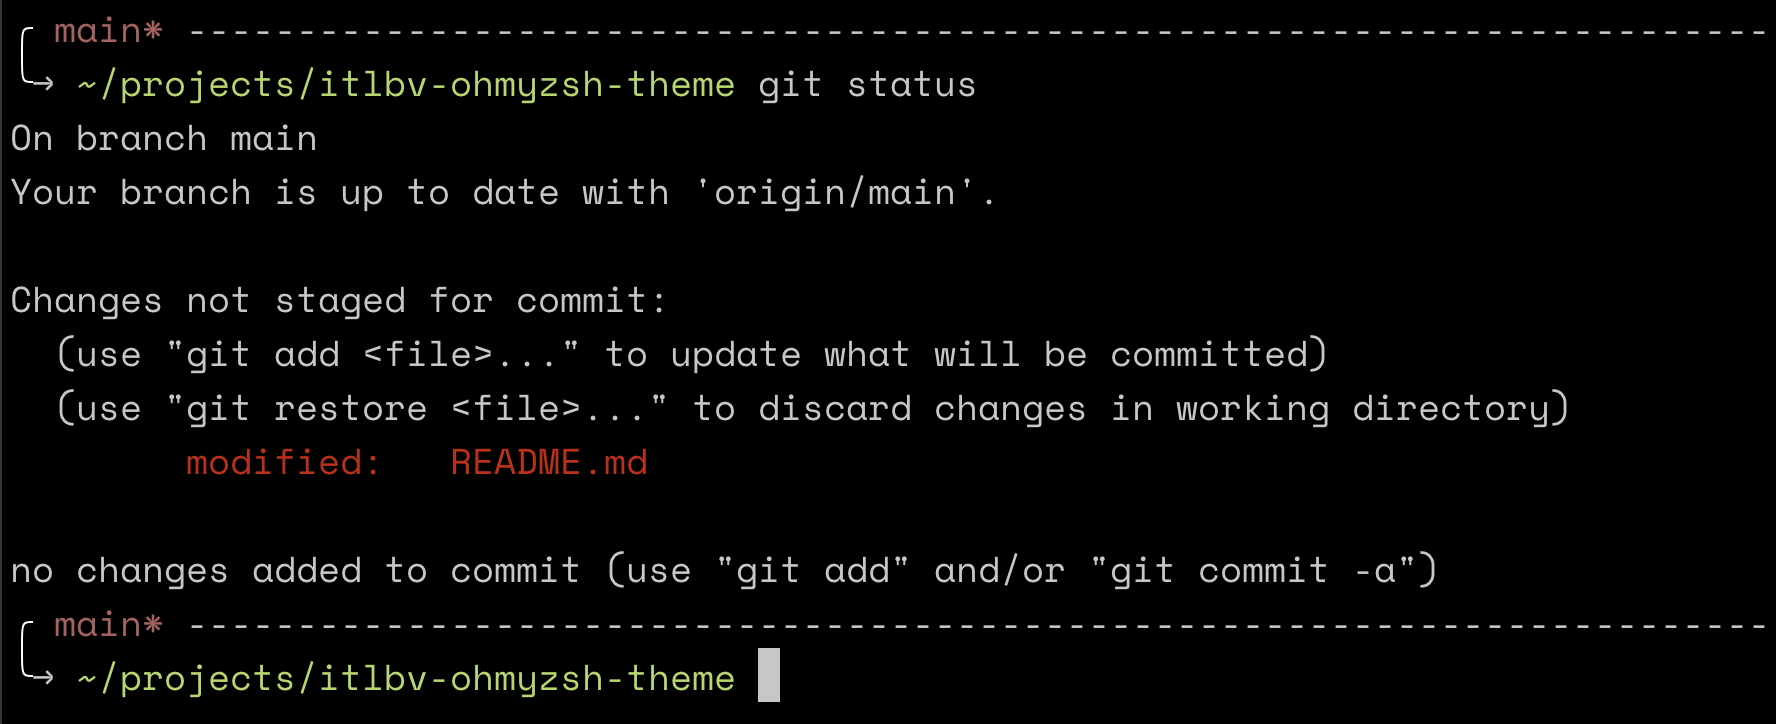 ╭ main* ------------------------------------------------------------------------
╰→ ~/projects/itlbv-ohmyzsh-theme git status
On branch main
Your branch is up to date with 'origin/main'.

Changes not staged for commit:
  (use "git add <file>..." to update what will be committed)
  (use "git restore <file>..." to discard changes in working directory)
        modified:   README.md

no changes added to commit (use "git add" and/or "git commit -a")
╭ main* ------------------------------------------------------------------------
╰→ ~/projects/itlbv-ohmyzsh-theme